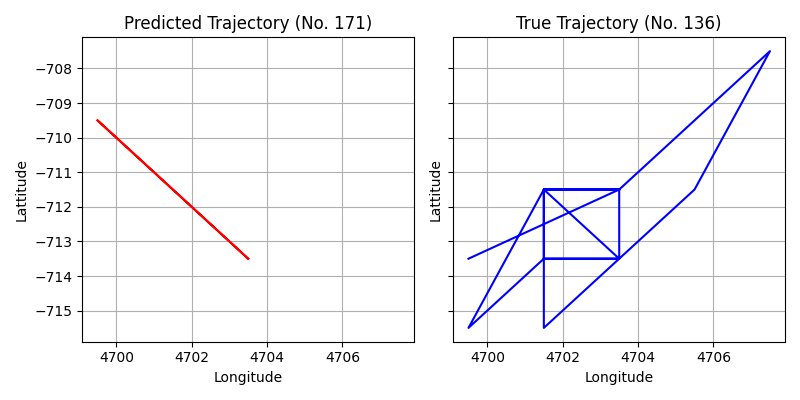 Predicted Trajectory (No. 171)
True Trajectory (No. 136)
Lattitude
−708
−709
−710
−711
−712
−713
−714
−715
4700 4702 4704 4706
Longitude
Lattitude
4700 4702 4704 4706
Longitude